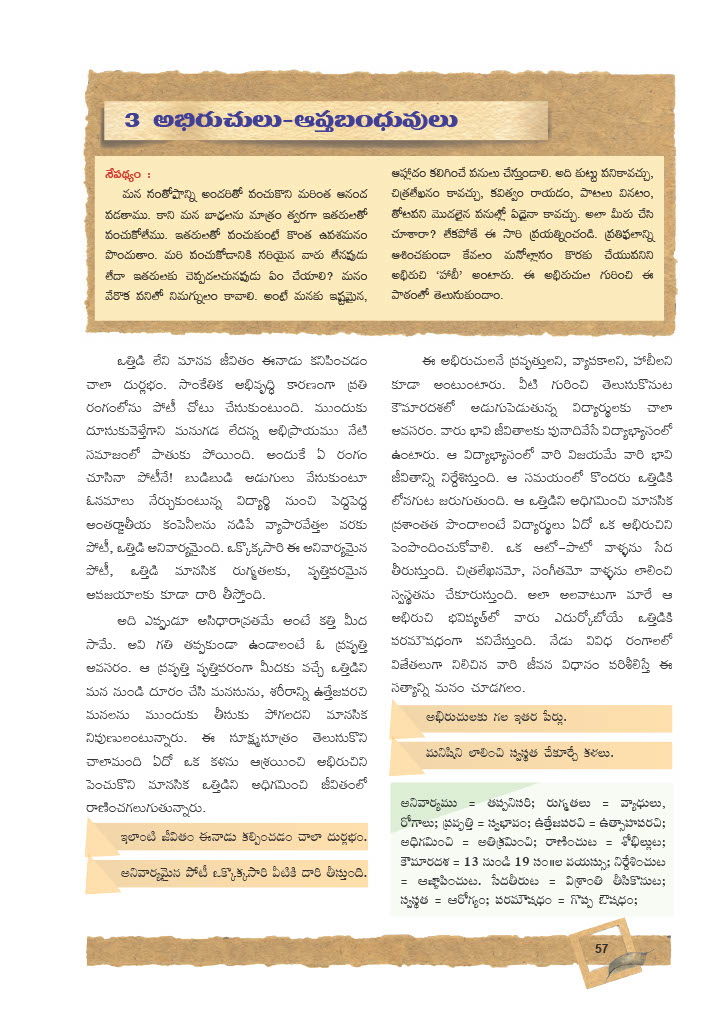 3 అభిరుచులు-ఆప్తబంధువులు
నేపథ్యం :
మన సంతోషాన్ని అందరితో పంచుకొని మరింత ఆనంద
పడతాము. కాని మన బాధలను మాత్రం త్వరగా ఇతరులతో
పంచుకోలేము. ఇతరులతో పంచుకుంటే కొంత ఉపశమనం
పొందుతాం. మరి పంచుకోడానికి సరియైన వారు లేనపుడు
లేదా ఇతరులకు చెప్పదలచునపుడు ఏం చేయాలి? మనం
వేరొక పనిలో నిమగ్నులం కావాలి. అంటే మనకు ఇష్టమైన,
ఆహ్లాదం కలిగించే పనులు చేస్తుండాలి. అది కుట్టు పనికావచ్చు,
చిత్రలేఖనం కావచ్చు, కవిత్వం రాయడం, పాటలు వినటం,
తోటపని మొదలైన పనుల్లో ఏదైనా కావచ్చు. అలా మీరు చేసి
చూశారా? లేకపోతే ఈ సారి ప్రయత్నించండి. ప్రతిఫలాన్ని
ఆశించకుండా కేవలం మనోల్లాసం కొరకు చేయుపనిని
అభిరుచి ‘హాబీ’ అంటారు. ఈ అభిరుచుల గురించి ఈ
పాఠంలో తెలుసుకుందాం.
ఒత్తిడి లేని మానవ జీవితం ఈనాడు కనిపించడం
చాలా దుర్లభం. సాంకేతిక అభివృద్ధి కారణంగా ప్రతి
రంగంలోను పోటీ చోటు చేసుకుంటుంది. ముందుకు
దూసుకువెళ్తేగాని మనుగడ లేదన్న అభిప్రాయము నేటి
సమాజంలో పాతుకు పోయింది. అందుకే ఏ రంగం
చూసినా పోటీనే! బుడిబుడి అడుగులు వేసుకుంటూ
ఓనమాలు నేర్చుకుంటున్న విద్యార్థి నుంచి పెద్దపెద్ద
అంతర్జాతీయ కంపెనీలను నడిపే వ్యాపారవేత్తల వరకు
పోటీ, ఒత్తిడి అనివార్యమైంది. ఒక్కొక్కసారి ఈ అనివార్యమైన
పోటీ, ఒత్తిడి మానసిక రుగ్మతలకు, వృత్తిపరమైన
అపజయాలకు కూడా దారి తీస్తోంది.
అది ఎప్పుడూ అసిధారావ్రతమే అంటే కత్తి మీద
సామే. అవి గతి తప్పకుండా ఉండాలంటే ఓ ప్రవృత్తి
అవసరం. ఆ ప్రవృత్తి వృత్తిపరంగా మీదకు వచ్చే ఒత్తిడిని
మన నుండి దూరం చేసి మనసును, శరీరాన్ని ఉత్తేజపరచి
మనలను ముందుకు తీసుకు పోగలదని మానసిక
నిపుణులంటున్నారు. ఈ సూక్ష్మసూత్రం తెలుసుకొని
చాలామంది ఏదో ఒక కళను ఆశ్రయించి అభిరుచిని
పెంచుకొని మానసిక ఒత్తిడిని అధిగమించి జీవితంలో
రాణించగలుగుతున్నారు.
ఇలాంటి జీవితం ఈనాడు కల్పించడం చాలా దుర్లభం.
అనివార్యమైన పోటీ ఒక్కొక్కసారి వీటికి దారి తీస్తుంది.
ఈ అభిరుచులనే ప్రవృత్తులని, వ్యాపకాలని, హాబీలని
కూడా అంటుంటారు. వీటి గురించి తెలుసుకొనుట
కౌమారదశలో అడుగుపెడుతున్న విద్యార్థులకు చాలా
అవసరం. వారు భావి జీవితాలకు పునాదివేసే విద్యాభ్యాసంలో
ఉంటారు. ఆ విద్యాభ్యాసంలో వారి విజయమే వారి భావి
జీవితాన్ని నిర్దేశిస్తుంది. ఆ సమయంలో కొందరు ఒత్తిడికి
లోనగుట జరుగుతుంది. ఆ ఒత్తిడిని అధిగమించి మానసిక
ప్రశాంతత పొందాలంటే విద్యార్థులు ఏదో ఒక అభిరుచిని
పెంపొందించుకోవాలి. ఒక ఆటో-పాటో వాళ్ళను సేద
తీరుస్తుంది. చిత్రలేఖనమో, సంగీతమో వాళ్ళను లాలించి
స్వస్థతను చేకూరుస్తుంది. అలా అలవాటుగా మారే ఆ
అభిరుచి భవిష్యత్‌లో వారు ఎదుర్కోబోయే ఒత్తిడికి
పరమౌషధంగా పనిచేస్తుంది. నేడు వివిధ రంగాలలో
విజేతలుగా నిలిచిన వారి జీవన విధానం పరిశీలిస్తే ఈ
సత్యాన్ని మనం చూడగలం.
అభిరుచులకు గల ఇతర పేర్లు.
మనిషిని లాలించి స్వస్థత చేకూర్చే కళలు.
అనివార్యము = తప్పనిసరి; రుగ్మతలు = వ్యాధులు,
రోగాలు; ప్రవృత్తి = స్వభావం; ఉత్తేజపరచి = ఉత్సాహపరచి;
అధిగమించి = అతిక్రమించి; రాణించుట = శోభిల్లుట;
కౌమారదశ = 13 నుండి 19 సం॥ల వయస్సు; నిర్దేశించుట
= ఆజ్ఞాపించుట. సేదతీరుట = విశ్రాంతి తీసికొనుట;
స్వస్థత = ఆరోగ్యం; పరమౌషధం = గొప్ప ఔషధం;
57